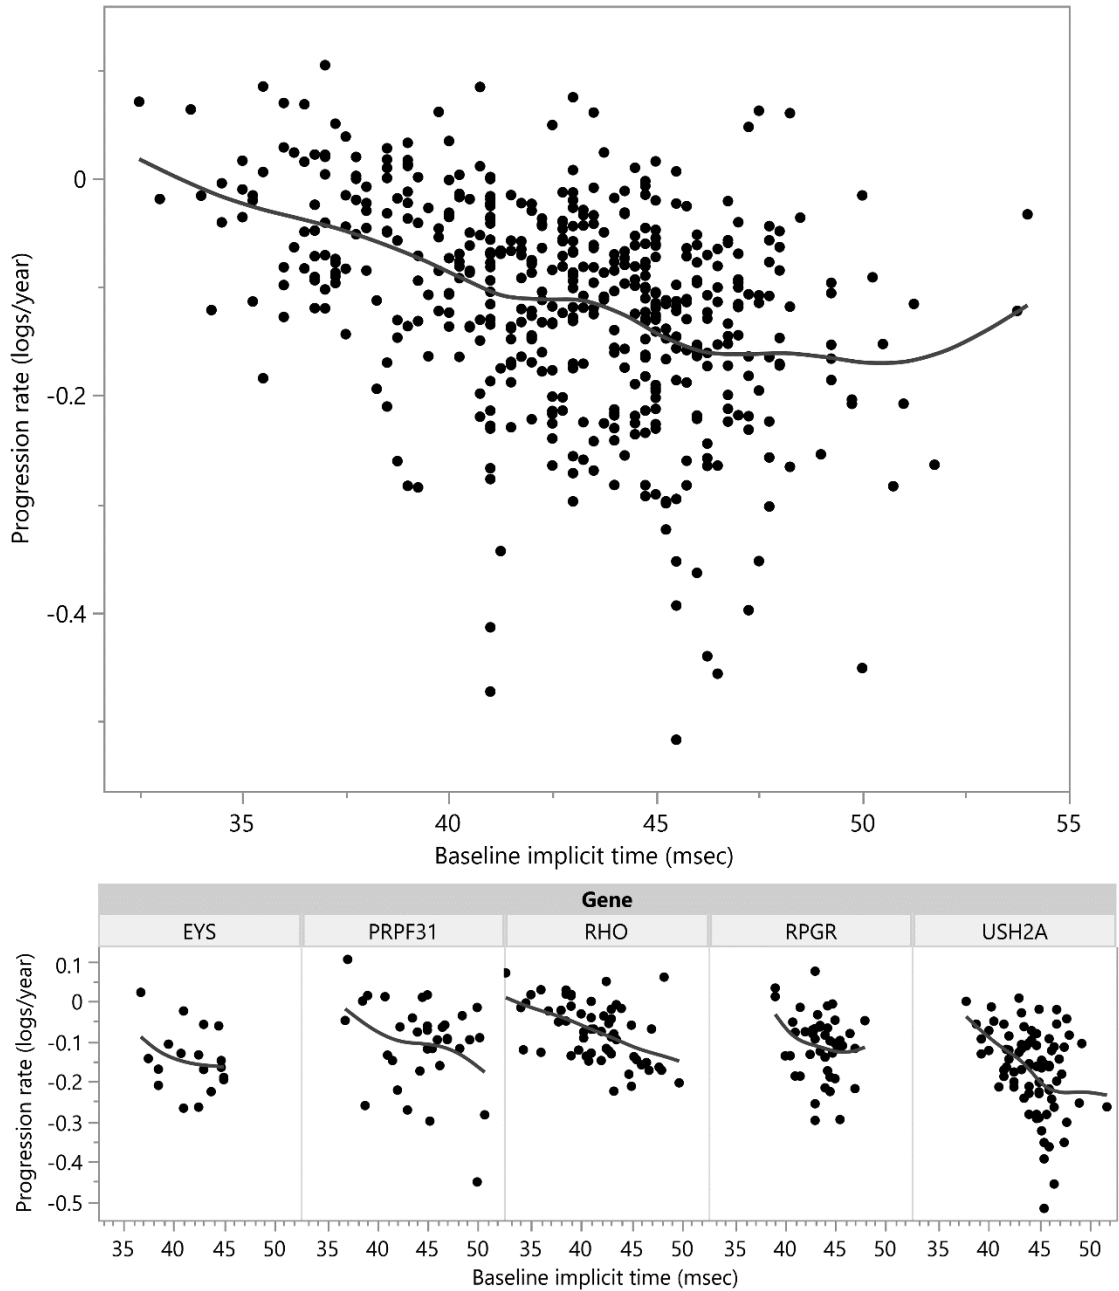 Progression rate (logs/year)
0
-0.2
-0.4
35 40 45 50 55
Baseline implicit time (msec)
Gene
EYS PRPF31 RHO RPGR USH2A
Progression rate (logs/year)
0.1
0
-0.1
-0.2
-0.3
-0.4
-0.5
35 40 45 50 35 40 45 50 35 40 45 50 35 40 45 50 35 40 45 50
Baseline implicit time (msec)